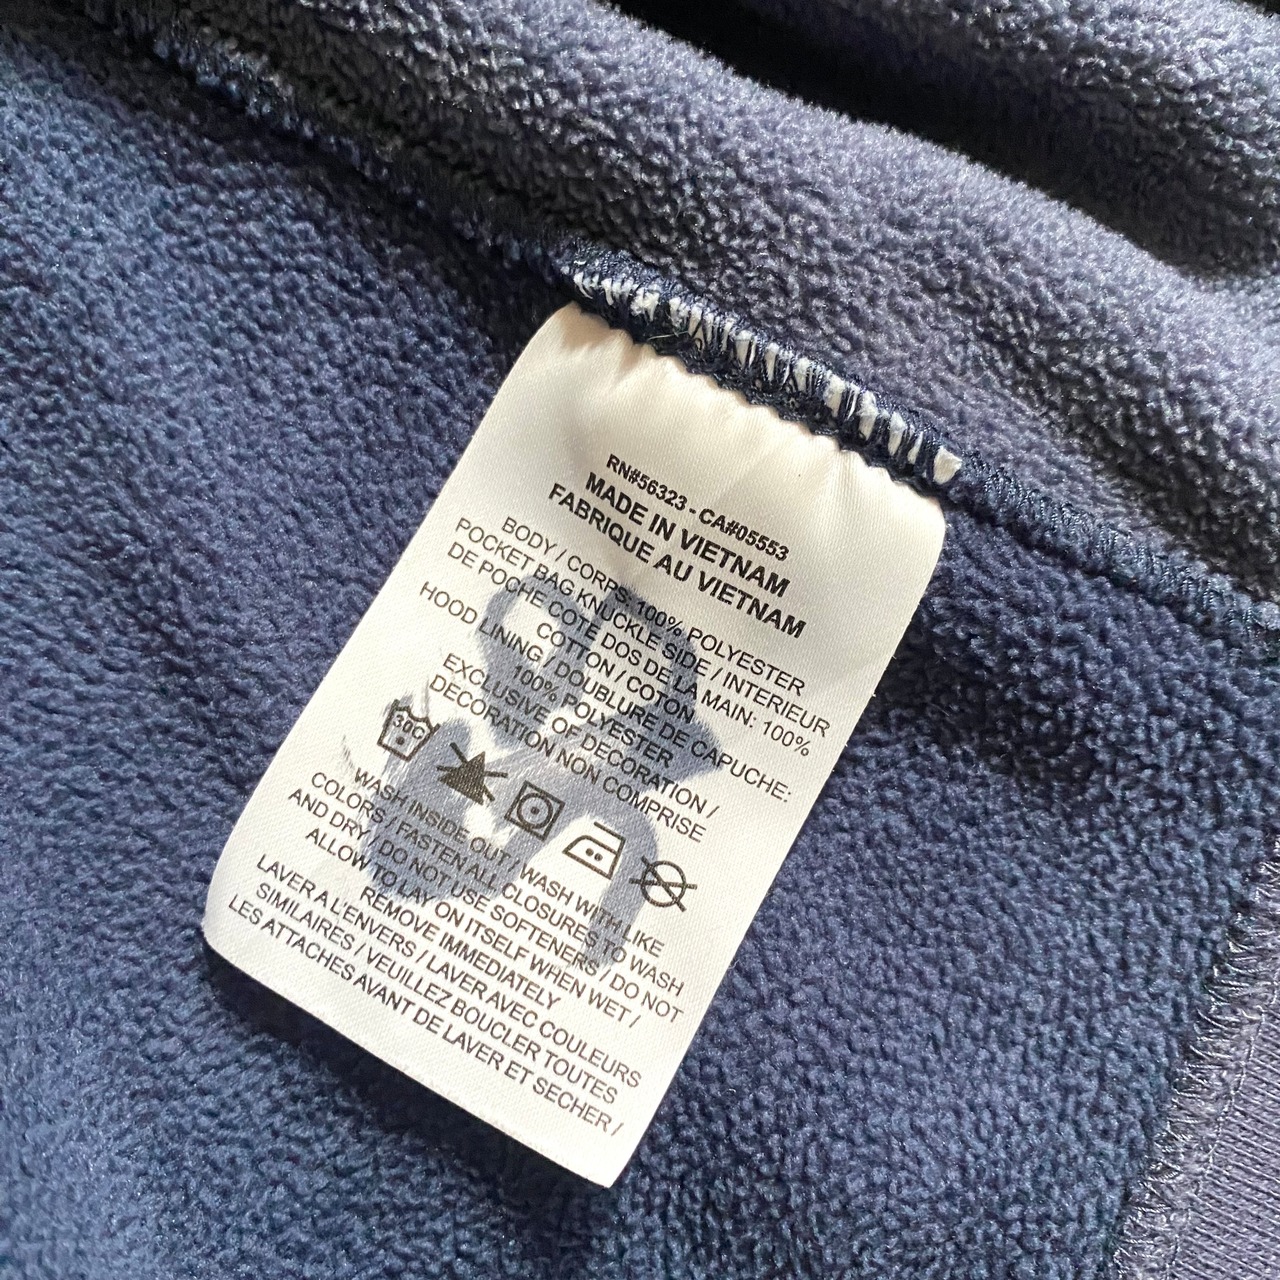 RN#56323 - CA#05553
MADE IN VIETNAM
FABRIQUE AU VIETNAM
BODY / CORPS: 100% POLYESTER
POCKET BAG KNUCKLE SIDE / INTERIEUR
DE POCHE COTE DOS DE LA MAIN: 100%
COTTON / COTON
HOOD LINING / DOUBLURE DE CAPUCHE:
100% POLYESTER
EXCLUSIVE OF DECORATION /
DECORATION NON COMPRISE
30C
WASH INSIDE OUT / WASH WITH LIKE
COLORS / FASTEN ALL CLOSURES TO WASH
AND DRY / DO NOT USE SOFTENERS / DO NOT
ALLOW TO LAY ON ITSELF WHEN WET /
REMOVE IMMEDIATELY
LAVER A L'ENVERS / LAVER AVEC COULEURS
SIMILAIRES / VEUILLEZ BOUCLER TOUTES
LES ATTACHES AVANT DE LAVER ET SECHER /